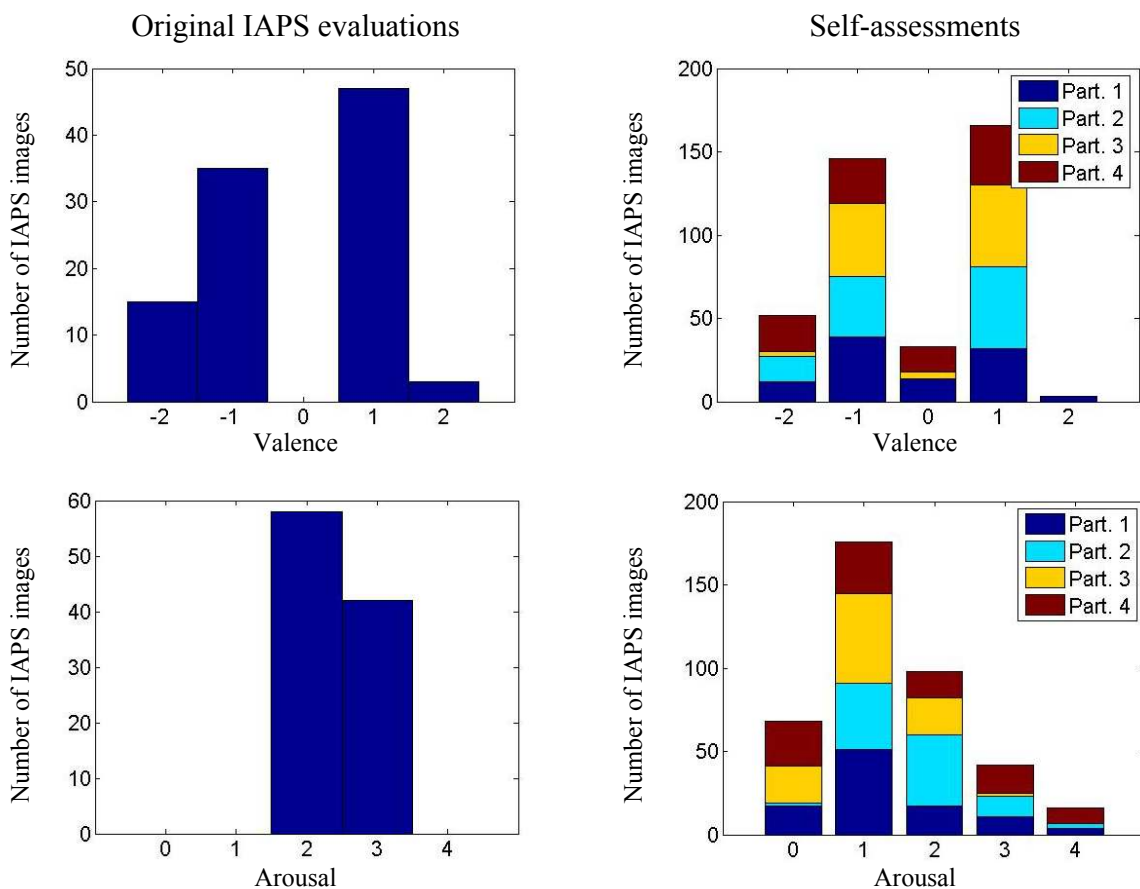 Original IAPS evaluations
Number of IAPS images
50
40
30
20
10
0
-2 -1 0 1 2
Valence
Self-assessments
Number of IAPS images
200
150
100
50
0
Part. 1
Part. 2
Part. 3
Part. 4
-2 -1 0 1 2
Valence
Number of IAPS images
60
50
40
30
20
10
0
0 1 2 3 4
Arousal
Number of IAPS images
200
150
100
50
0
Part. 1
Part. 2
Part. 3
Part. 4
0 1 2 3 4
Arousal